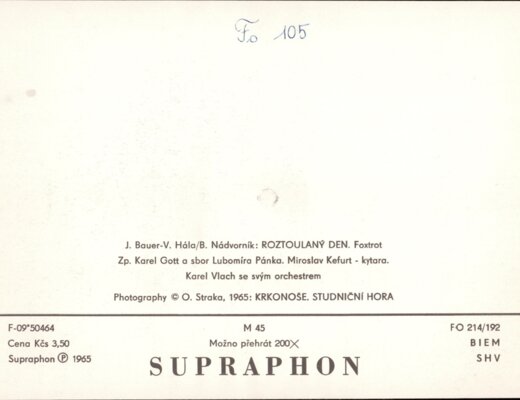 Fo 105
J. Bauer-V. Hála/B. Nádvorník: ROZTOULANÝ DEN. Foxtrot
Zp. Karel Gott a sbor Lubomíra Pánka. Miroslav Kefurt - kytara.
Karel Vlach se svým orchestrem
Photography © O. Straka, 1965: KRKONOŠE. STUDNIČNÍ HORA
F-09*50464 M 45 FO 214/192
Cena Kčs 3,50 Možno přehrát 200X BIEM
Supraphon Ⓟ 1965 SUPRAPHON SHV